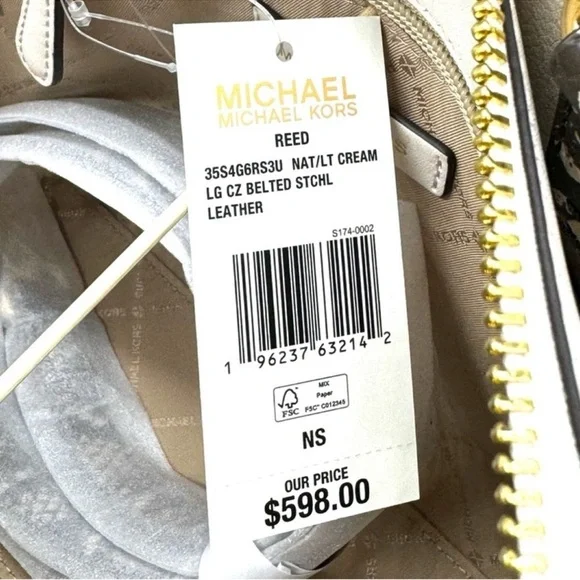 MICHAEL
MICHAEL KORS
REED
35S4G6RS3U NAT/LT CREAM
LG CZ BELTED STCHL
LEATHER
S174-0002
1 96237 63214 2
FSC
MIX
Paper
FSC™ C012345
NS
OUR PRICE
$598.00